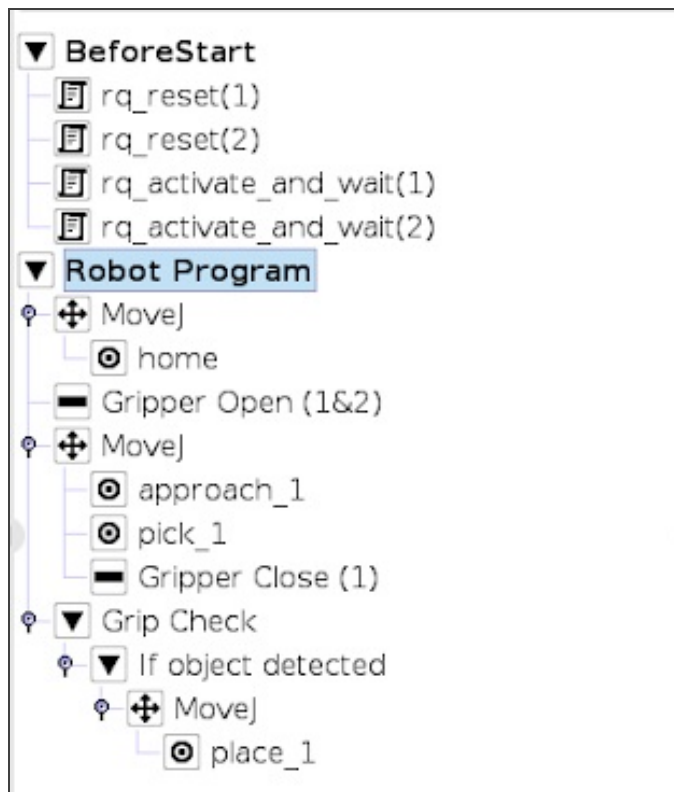 BeforeStart
rq_reset(1)
rq_reset(2)
rq_activate_and_wait(1)
rq_activate_and_wait(2)
Robot Program
MoveJ
home
Gripper Open (1&2)
MoveJ
approach_1
pick_1
Gripper Close (1)
Grip Check
If object detected
MoveJ
place_1